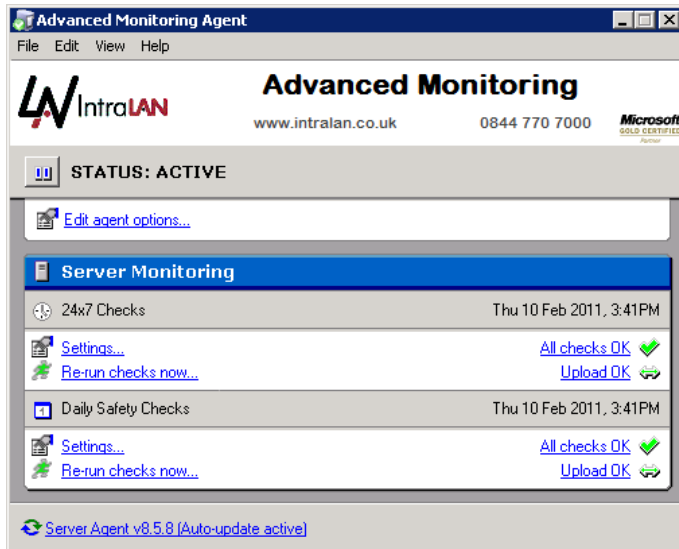 Advanced Monitoring Agent
File Edit View Help
IntraLAN
Advanced Monitoring
www.intralan.co.uk 0844 770 7000
Microsoft
GOLD CERTIFIED
Partner
STATUS: ACTIVE
Edit agent options...
Server Monitoring
24x7 Checks Thu 10 Feb 2011, 3:41PM
Settings... All checks OK
Re-run checks now... Upload OK
Daily Safety Checks Thu 10 Feb 2011, 3:41PM
Settings... All checks OK
Re-run checks now... Upload OK
Server Agent v8.5.8 (Auto-update active)